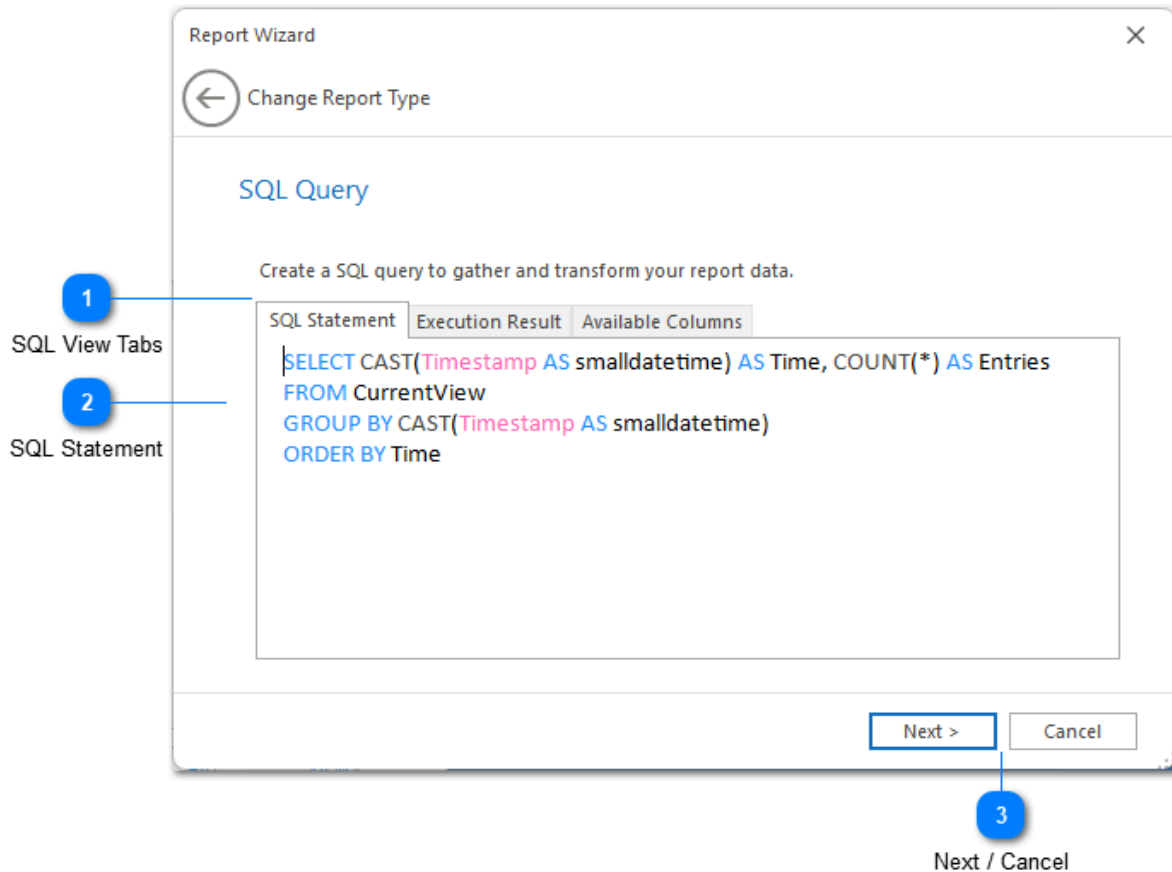 Report Wizard
Change Report Type
SQL Query
Create a SQL query to gather and transform your report data.
1
SQL View Tabs
SQL Statement Execution Result Available Columns
SELECT CAST(Timestamp AS smalldatetime) AS Time, COUNT(*) AS Entries
FROM CurrentView
GROUP BY CAST(Timestamp AS smalldatetime)
ORDER BY Time
2
SQL Statement
Next > Cancel
3
Next / Cancel